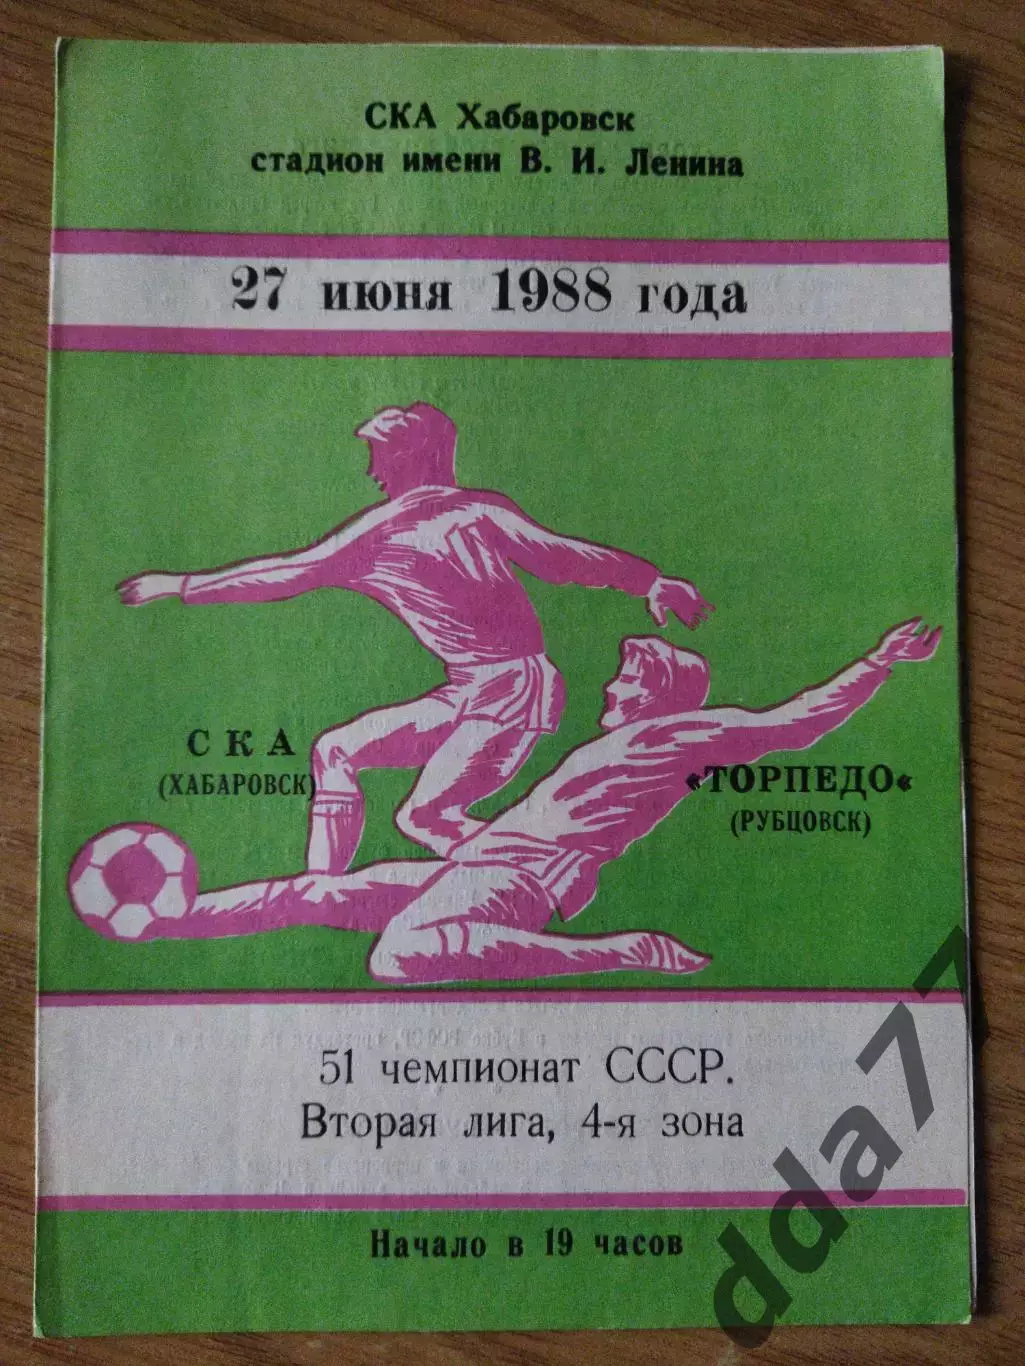 СКА Хабаровск
стадион имени В. И. Ленина
27 июня 1988 года
СКА
(ХАБАРОВСК)
«ТОРПЕДО«
(РУБЦОВСК)
51 чемпионат СССР.
Вторая лига, 4-я зона
Начало в 19 часов
dda77